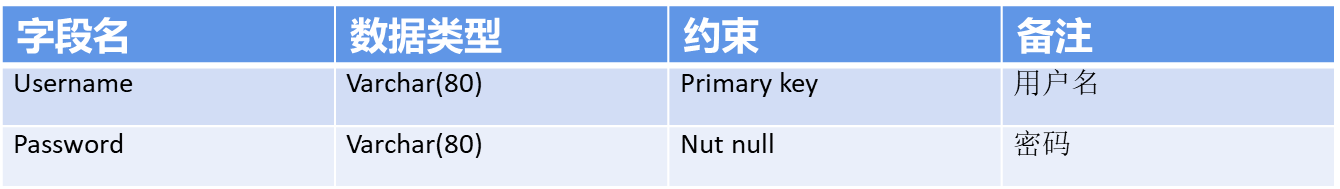 字段名 数据类型 约束 备注
Username Varchar(80) Primary key 用户名
Password Varchar(80) Nut null 密码